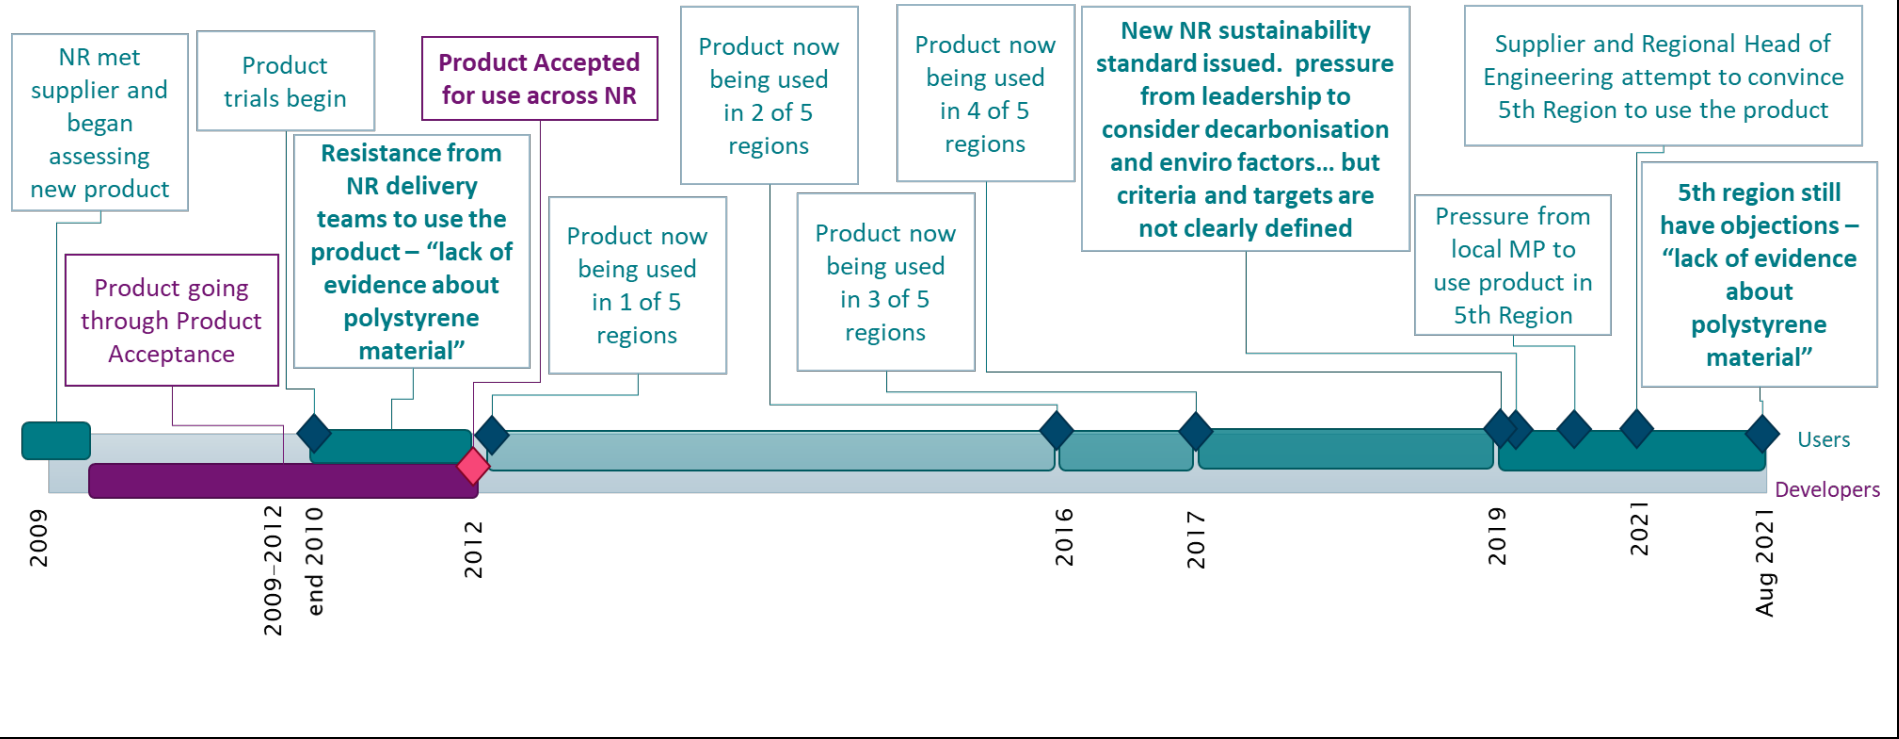 NR met
supplier and
began
assessing
new product
Product
trials begin
Product Accepted
for use across NR
Product now
being used
in 2 of 5
regions
Product now
being used
in 4 of 5
regions
New NR sustainability
standard issued.  pressure
from leadership to
consider decarbonisation
and enviro factors... but
criteria and targets are
not clearly defined
Supplier and Regional Head of
Engineering attempt to convince
5th Region to use the product
Product going
through Product
Acceptance
Resistance from
NR delivery
teams to use the
product – “lack of
evidence about
polystyrene
material”
Product now
being used
in 1 of 5
regions
Product now
being used
in 3 of 5
regions
Pressure from
local MP to
use product in
5th Region
5th region still
have objections –
“lack of evidence
about
polystyrene
material”
Users
Developers
2009
2009–2012
end 2010
2012
2016
2017
2019
2021
Aug 2021